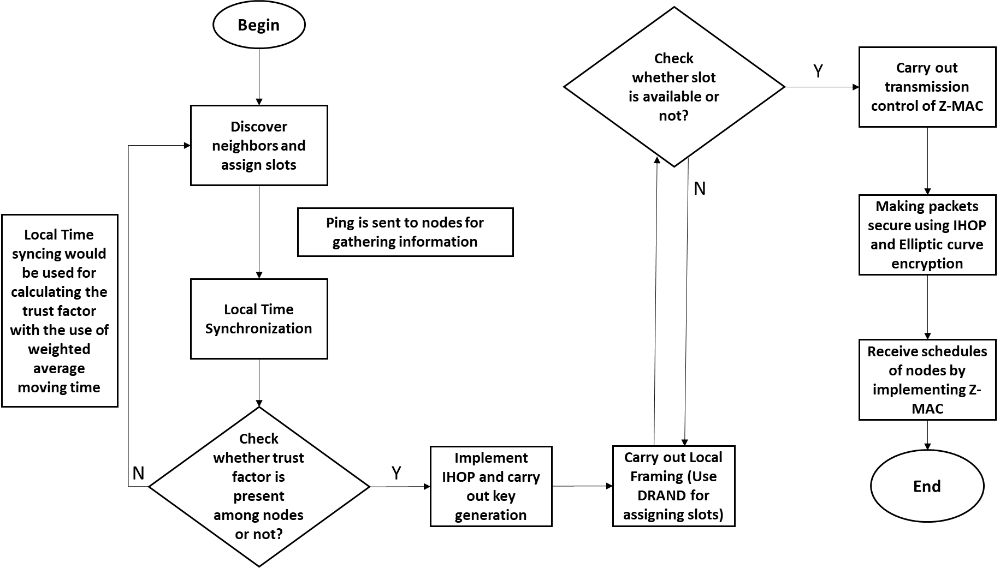 Begin
Discover
neighbors and
assign slots
Ping is sent to nodes for
gathering information
Local Time
syncing would
be used for
calculating the
trust factor
with the use of
weighted
average
moving time
Local Time
Synchronization
Check
whether trust
factor is
present
among nodes
or not?
N
Y
Implement
IHOP and carry
out key
generation
Carry out Local
Framing (Use
DRAND for
assigning slots)
Check
whether slot
is available or
not?
N
Y
Carry out
transmission
control of Z-MAC
Making packets
secure using IHOP
and Elliptic curve
encryption
Receive schedules
of nodes by
implementing Z-
MAC
End